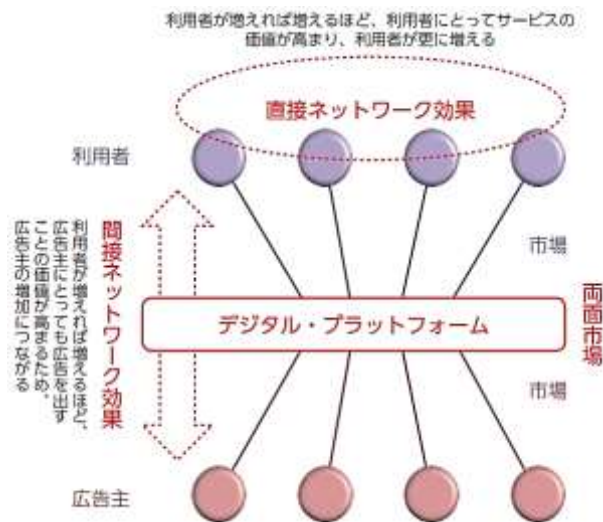 利用者が増えれば増えるほど、利用者にとってサービスの
価値が高まり、利用者が更に増える
直接ネットワーク効果
利用者
間接ネットワーク効果
利用者が増えれば増えるほど、
広告主にとっても広告を出す
ことの価値が高まるため、
広告主の増加につながる
市場
デジタル・プラットフォーム
両面市場
市場
広告主